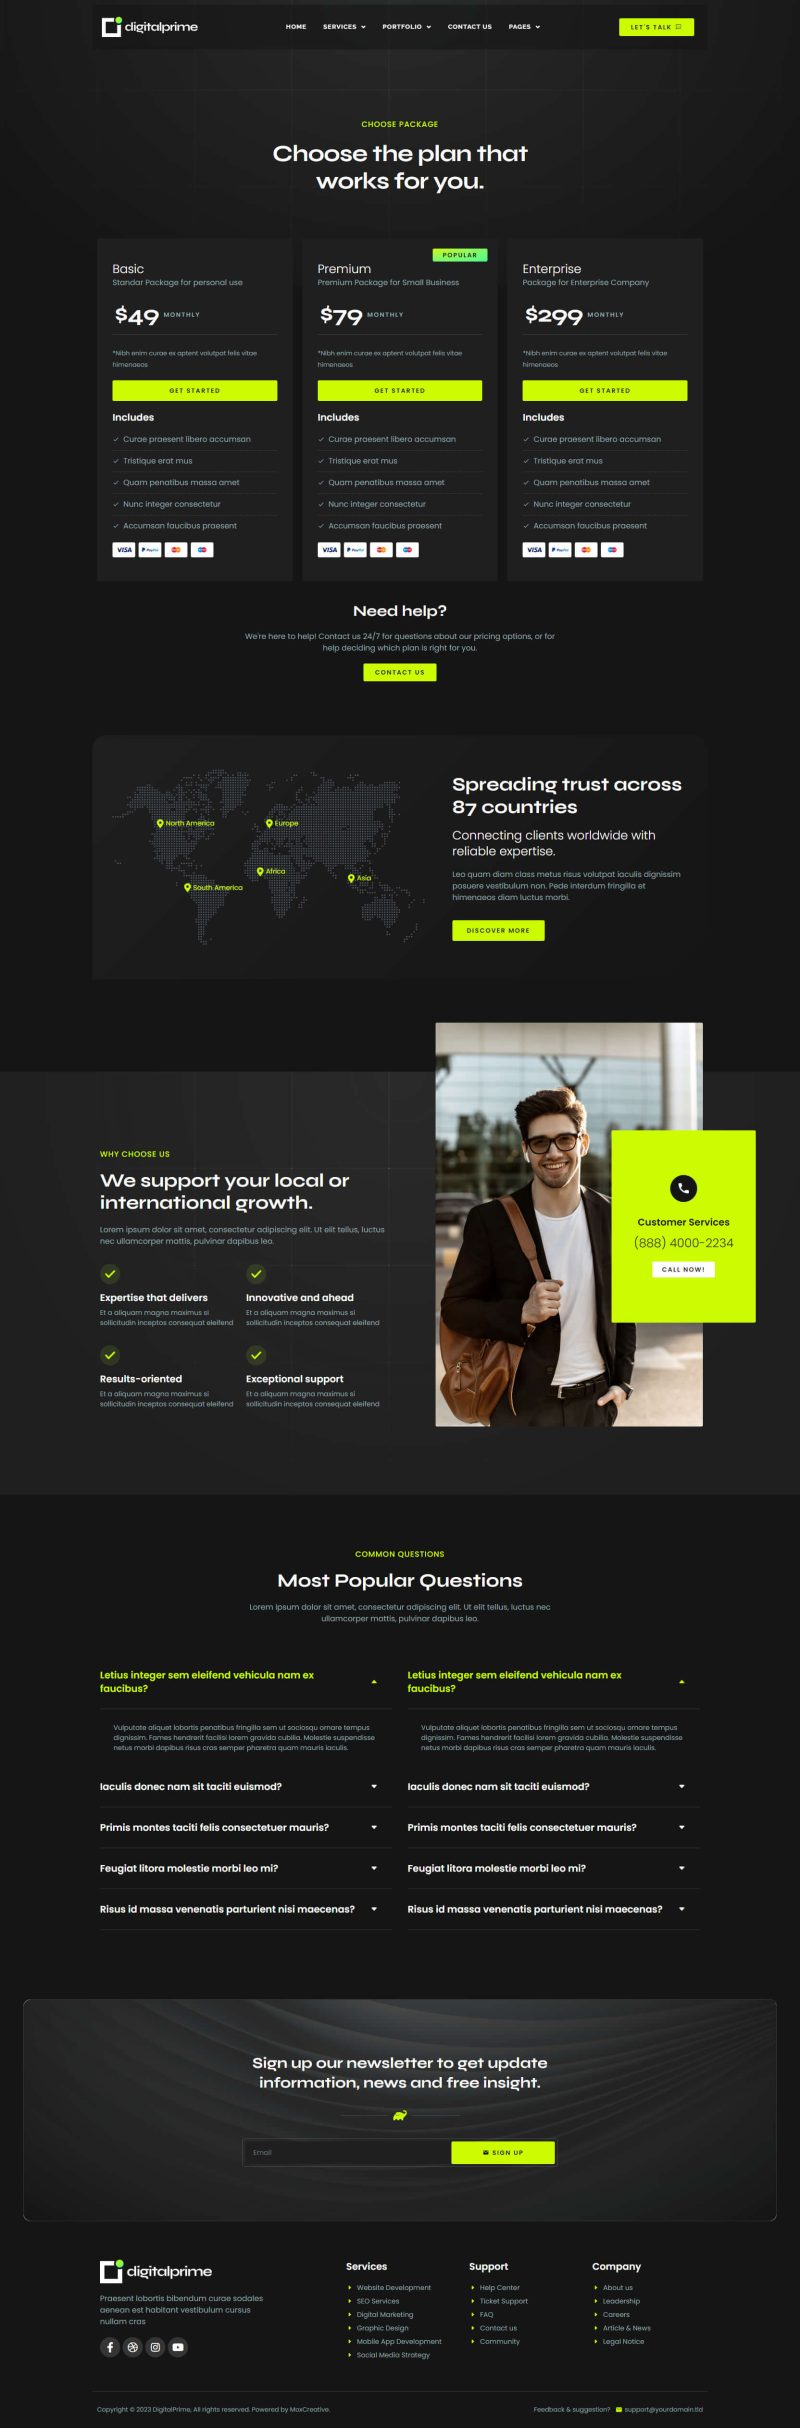 digitalprime
HOME
SERVICES
PORTFOLIO
CONTACT US
PAGES
LET'S TALK
CHOOSE PACKAGE
Choose the plan that
works for you.
Basic
Standar Package for personal use
$49 MONTHLY
*Nibh enim curae ex aptent volutpat felis vitae
himenaeos
GET STARTED
Includes
Curae praesent libero accumsan
Tristique erat mus
Quam penatibus massa amet
Nunc integer consectetur
Accumsan faucibus praesent
VISA PayPal
POPULAR
Premium
Premium Package for Small Business
$79 MONTHLY
*Nibh enim curae ex aptent volutpat felis vitae
himenaeos
GET STARTED
Includes
Curae praesent libero accumsan
Tristique erat mus
Quam penatibus massa amet
Nunc integer consectetur
Accumsan faucibus praesent
VISA PayPal
Enterprise
Package for Enterprise Company
$299 MONTHLY
*Nibh enim curae ex aptent volutpat felis vitae
himenaeos
GET STARTED
Includes
Curae praesent libero accumsan
Tristique erat mus
Quam penatibus massa amet
Nunc integer consectetur
Accumsan faucibus praesent
VISA PayPal
Need help?
We're here to help! Contact us 24/7 for questions about our pricing options, or for
help deciding which plan is right for you.
CONTACT US
North America
Europe
Africa
Asia
South America
Spreading trust across
87 countries
Connecting clients worldwide with
reliable expertise.
Leo quam diam class metus risus volutpat iaculis dignissim
posuere vestibulum non. Pede interdum fringilla et
himenaeos diam luctus morbi.
DISCOVER MORE
WHY CHOOSE US
We support your local or
international growth.
Lorem ipsum dolor sit amet, consectetur adipiscing elit. Ut elit tellus, luctus
nec ullamcorper mattis, pulvinar dapibus leo.
Expertise that delivers
Et a aliquam magna maximus si
sollicitudin inceptos consequat eleifend
Innovative and ahead
Et a aliquam magna maximus si
sollicitudin inceptos consequat eleifend
Results-oriented
Et a aliquam magna maximus si
sollicitudin inceptos consequat eleifend
Exceptional support
Et a aliquam magna maximus si
sollicitudin inceptos consequat eleifend
Customer Services
(888) 4000-2234
CALL NOW!
COMMON QUESTIONS
Most Popular Questions
Lorem ipsum dolor sit amet, consectetur adipiscing elit. Ut elit tellus, luctus nec
ullamcorper mattis, pulvinar dapibus leo.
Letius integer sem eleifend vehicula nam ex
faucibus?
Vulputate aliquet lobortis penatibus fringilla sem ut sociosqu ornare tempus
dignissim. Fames hendrerit facilisi lorem gravida cubilia. Molestie suspendisse
netus morbi dapibus risus cras semper pharetra quam mauris iaculis.
Iaculis donec nam sit taciti euismod?
Primis montes taciti felis consectetuer mauris?
Feugiat litora molestie morbi leo mi?
Risus id massa venenatis parturient nisi maecenas?
Letius integer sem eleifend vehicula nam ex
faucibus?
Vulputate aliquet lobortis penatibus fringilla sem ut sociosqu ornare tempus
dignissim. Fames hendrerit facilisi lorem gravida cubilia. Molestie suspendisse
netus morbi dapibus risus cras semper pharetra quam mauris iaculis.
Iaculis donec nam sit taciti euismod?
Primis montes taciti felis consectetuer mauris?
Feugiat litora molestie morbi leo mi?
Risus id massa venenatis parturient nisi maecenas?
Sign up our newsletter to get update
information, news and free insight.
Email
SIGN UP
digitalprime
Praesent lobortis bibendum curae sodales
aenean est habitant vestibulum cursus
nullam cras
Services
Website Development
SEO Services
Digital Marketing
Graphic Design
Mobile App Development
Social Media Strategy
Support
Help Center
Ticket Support
FAQ
Contact us
Community
Company
About us
Leadership
Careers
Article & News
Legal Notice
Copyright © 2023 DigitalPrime, All rights reserved. Powered by MoxCreative.
Feedback & suggestion? support@yourdomain.tld